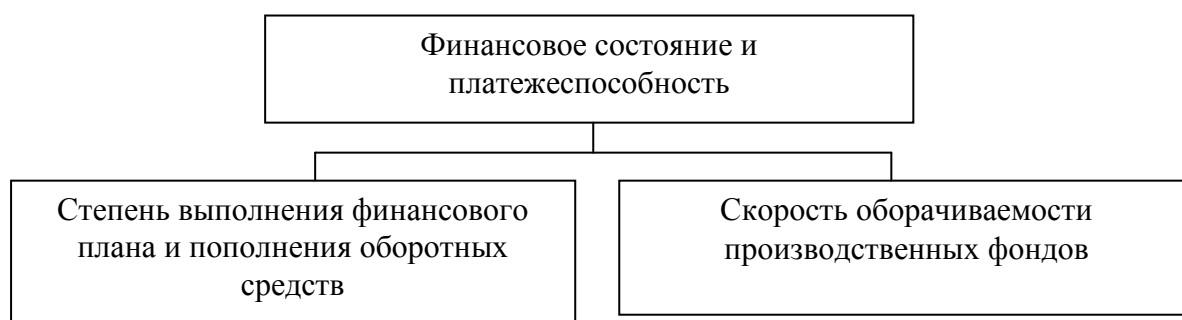 Финансовое состояние и
платежеспособность
Степень выполнения финансового
плана и пополнения оборотных
средств
Скорость оборачиваемости
производственных фондов